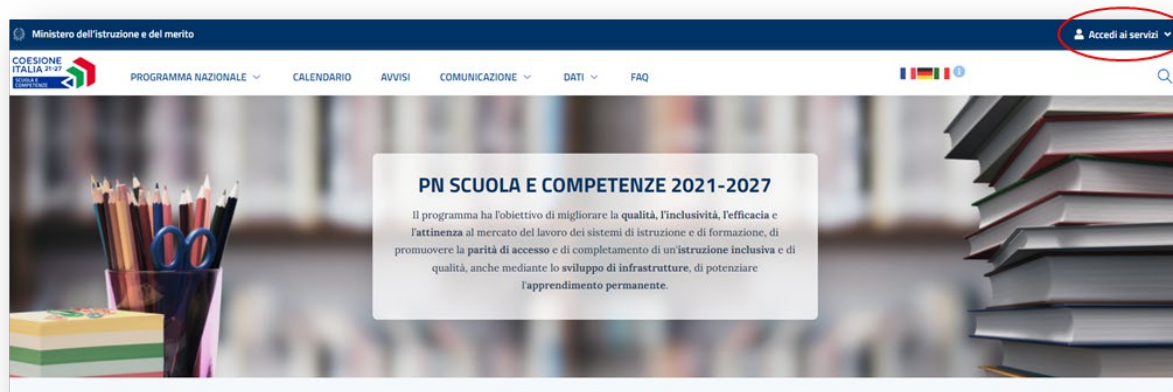 Ministero dell'istruzione e del merito
Accedi ai servizi
COESIONE
ITALIA 21-27
SCUOLA E
COMPETENZE
PROGRAMMA NAZIONALE
CALENDARIO
AVVISI
COMUNICAZIONE
DATI
FAQ
PN SCUOLA E COMPETENZE 2021-2027
Il programma ha l'obiettivo di migliorare la qualità, l'inclusività, l'efficacia e
l'attinenza al mercato del lavoro dei sistemi di istruzione e di formazione, di
promuovere la parità di accesso e di completamento di un'istruzione inclusiva e di
qualità, anche mediante lo sviluppo di infrastrutture, di potenziare
l'apprendimento permanente.